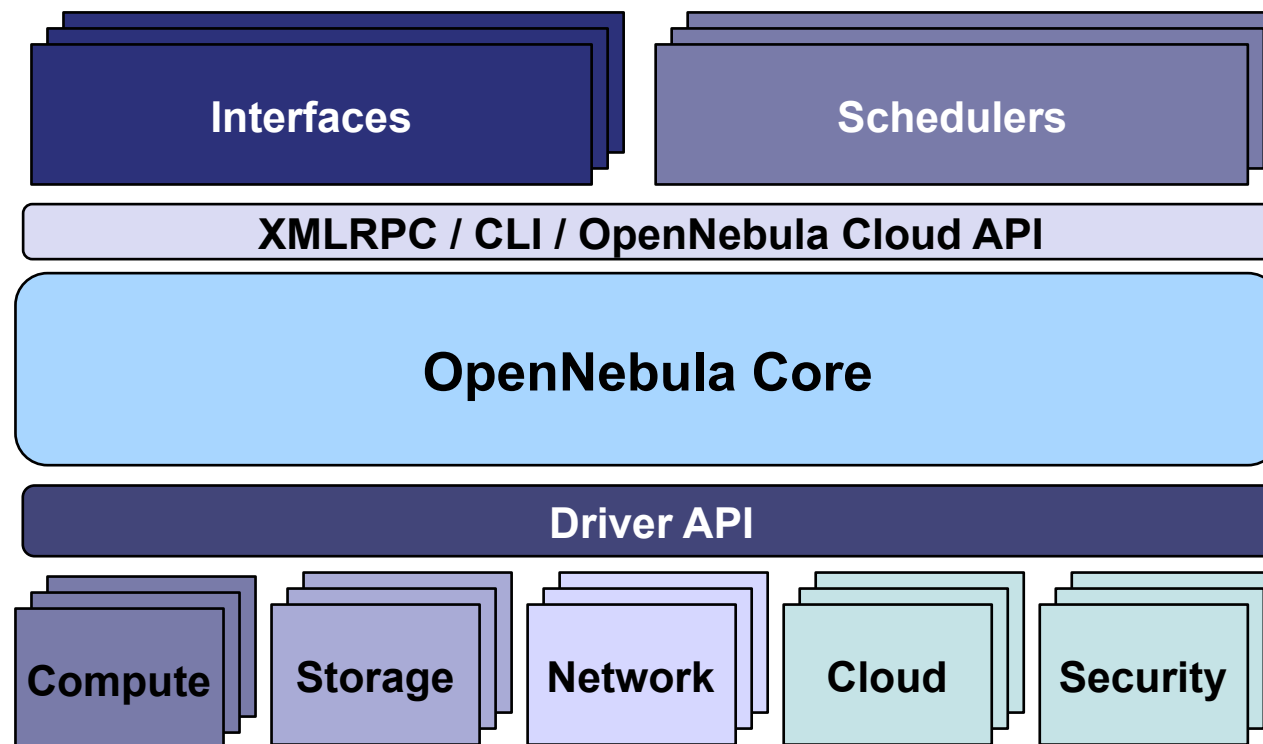 Interfaces
Schedulers
XMLRPC / CLI / OpenNebula Cloud API
OpenNebula Core
Driver API
Compute
Storage
Network
Cloud
Security